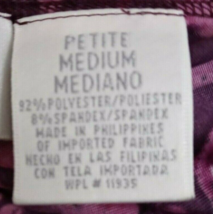 PETITE
MEDIUM
MEDIANO
92% POLYESTER/POLIESTER
8% SPANDEX/SPANDEX
MADE IN PHILIPPINES
OF IMPORTED FABRIC
HECHO EN LAS FILIPINAS
CON TELA IMPORTADA
WPL # 11935